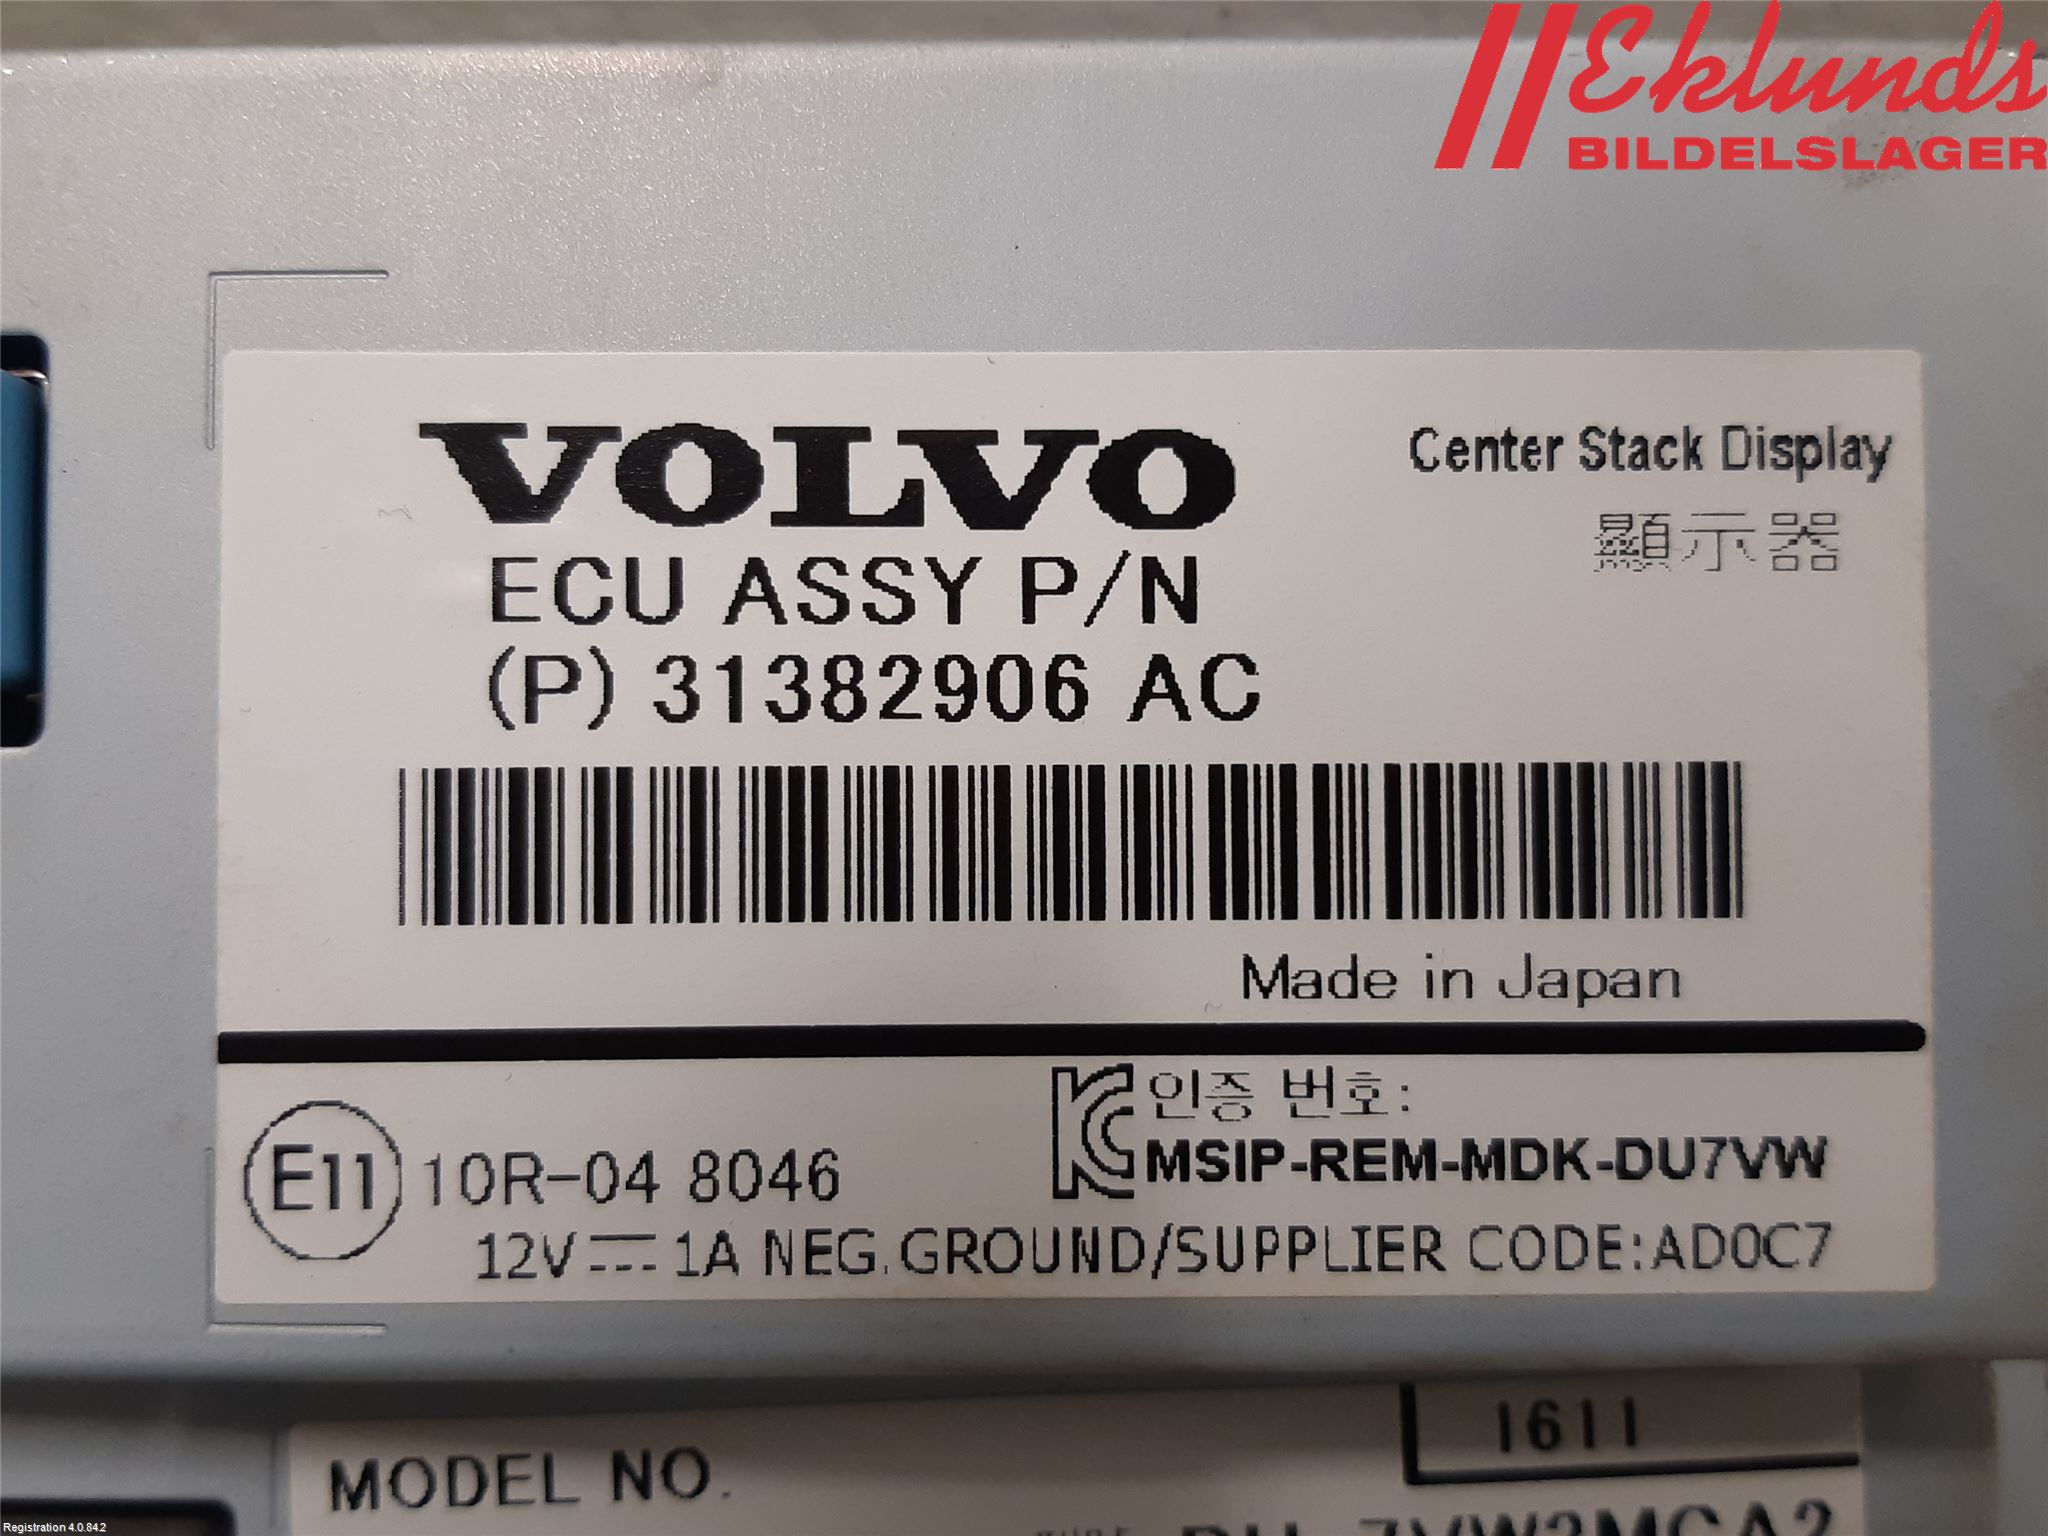 Eklunds
BILDELSLAGER
VOLVO
Center Stack Display
顯示器
ECU ASSY P/N
(P) 31382906 AC
Made in Japan
E11 10R-04 8046
인증 번호:
MSIP-REM-MDK-DU7VW
12V 1A NEG.GROUND/SUPPLIER CODE:AD0C7
1611
MODEL NO.
Registration 4.0.84.2